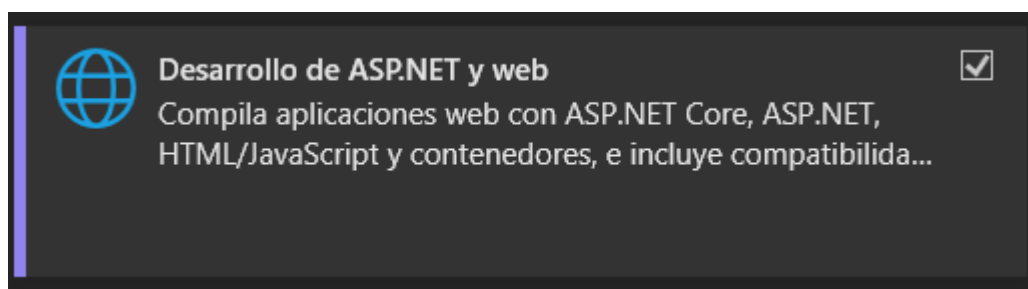 Desarrollo de ASP.NET y web
Compila aplicaciones web con ASP.NET Core, ASP.NET,
HTML/JavaScript y contenedores, e incluye compatibilida...